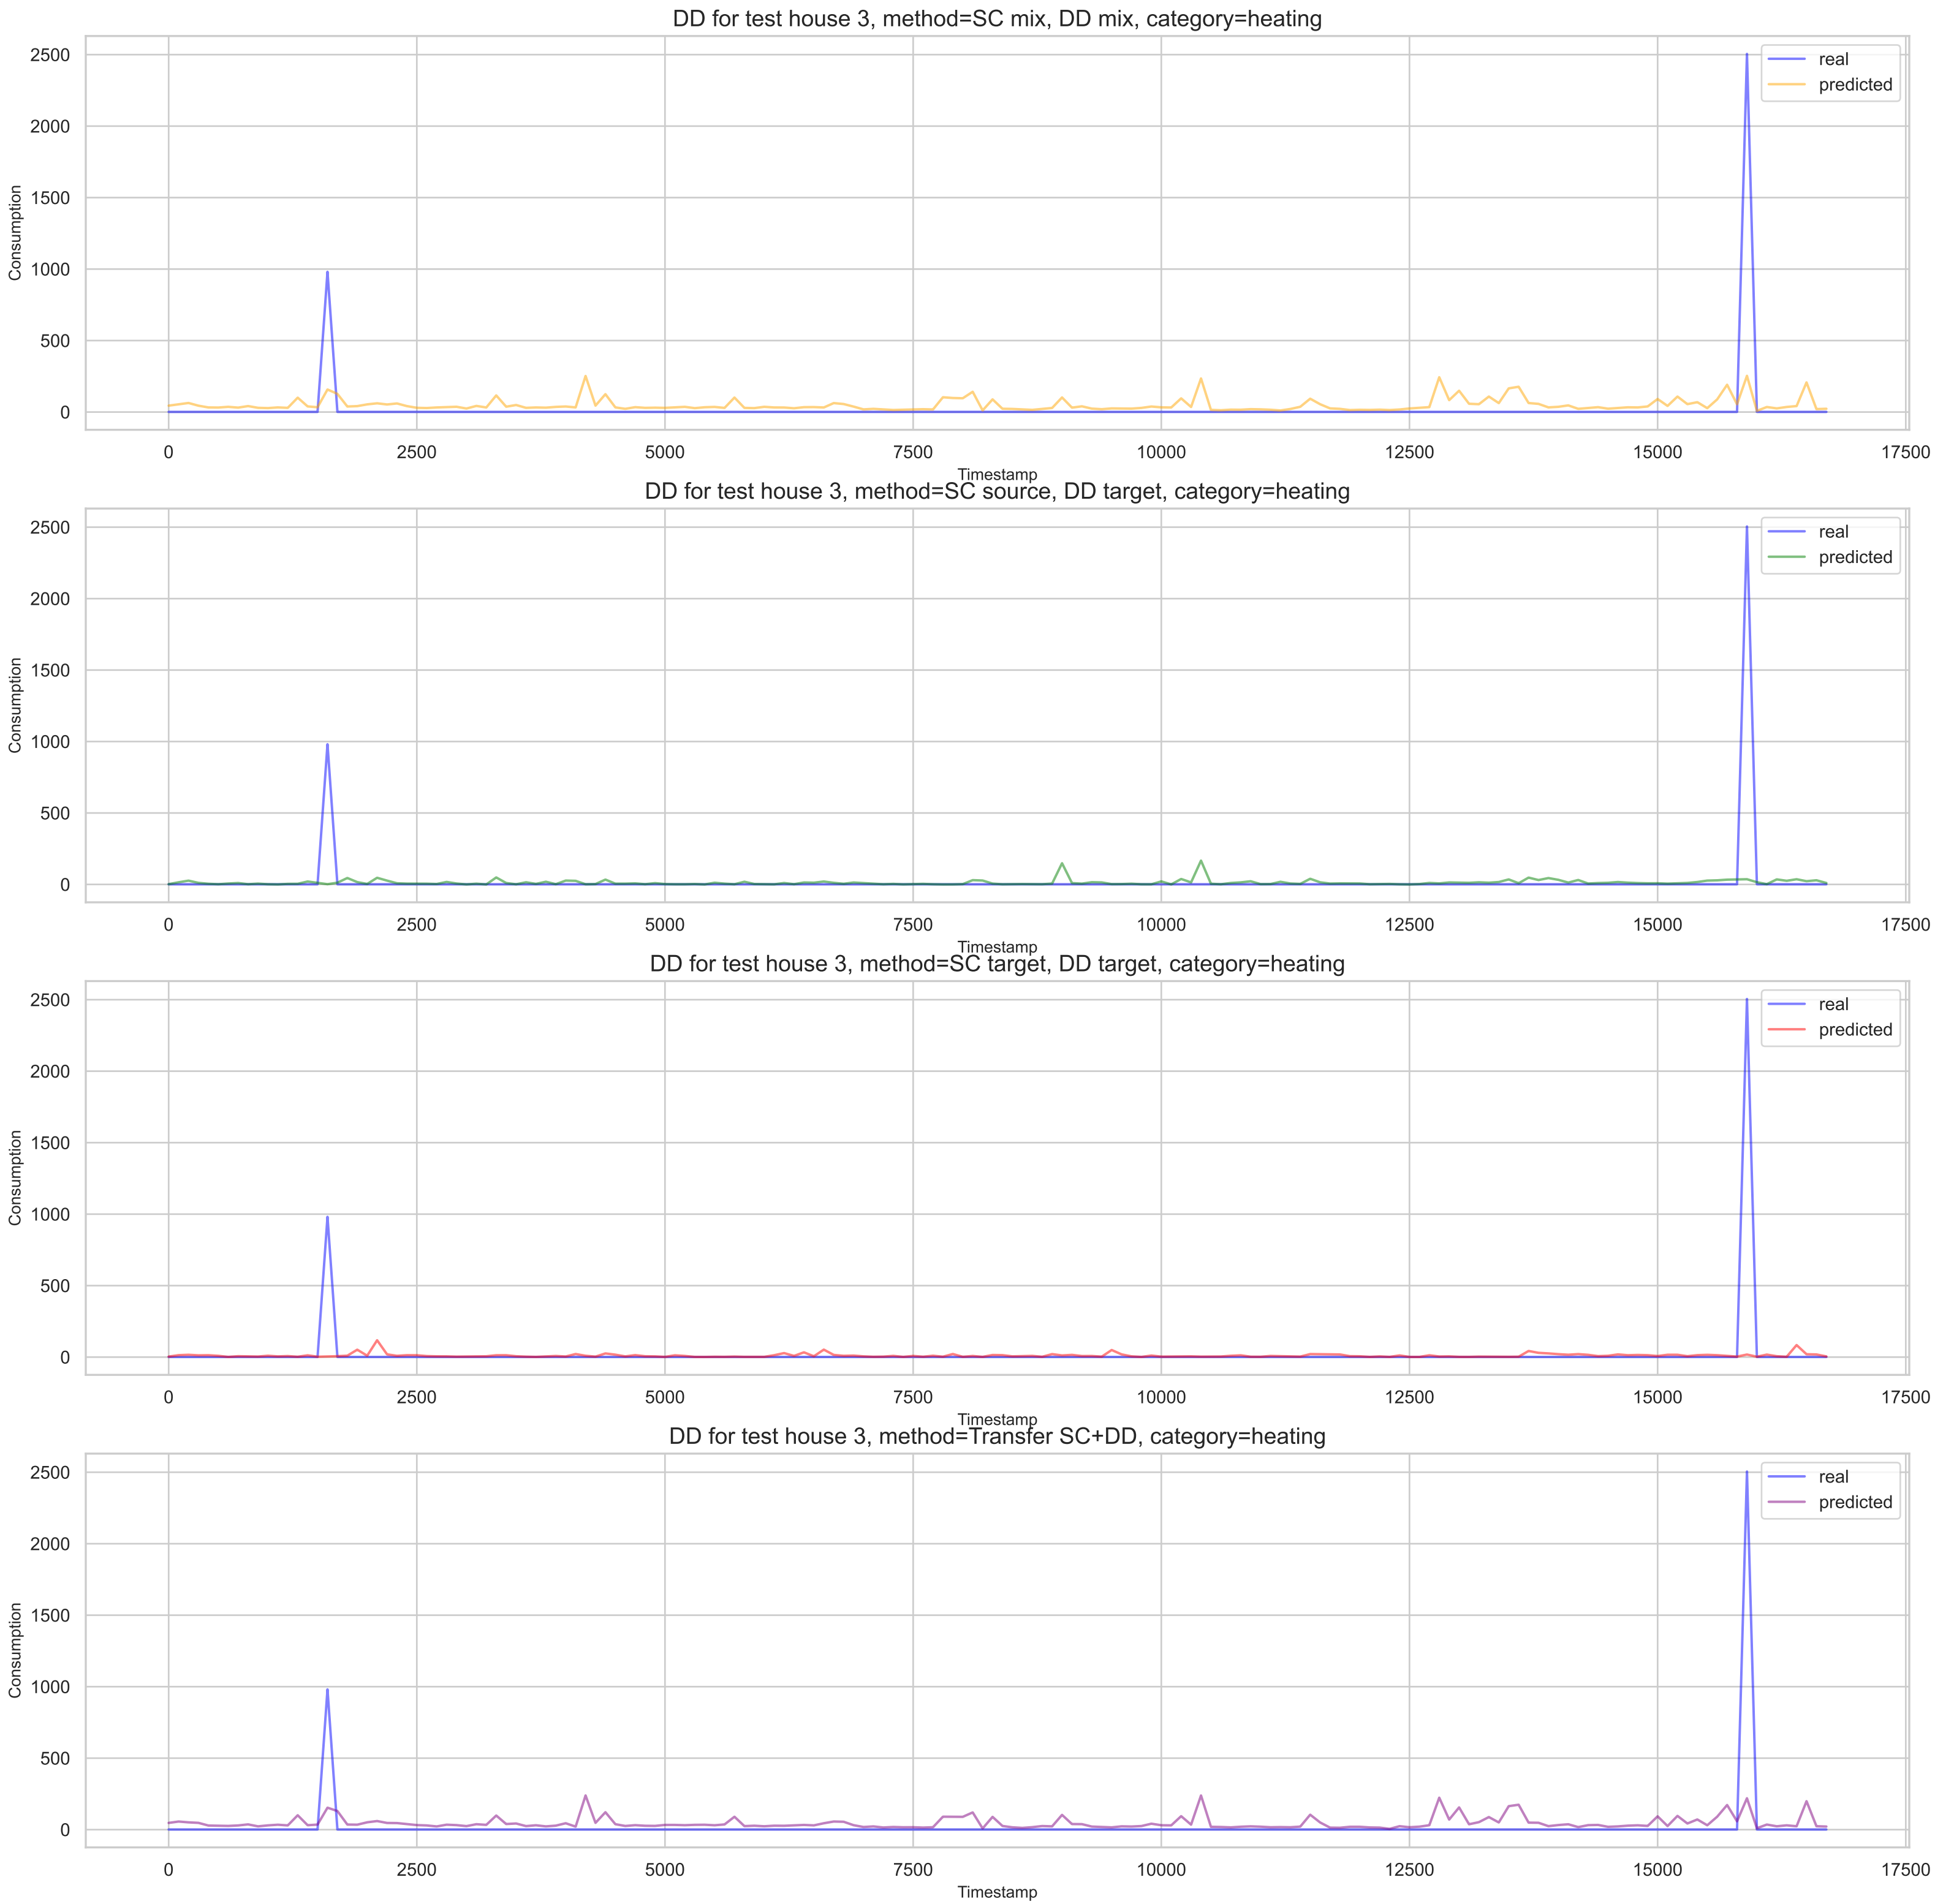 DD for test house 3, method=SC mix, DD mix, category=heating
2500
2000
1500
1000
500
0
Consumption
real
predicted
0 2500 5000 7500 10000 12500 15000 17500
Timestamp
DD for test house 3, method=SC source, DD target, category=heating
2500
2000
1500
1000
500
0
Consumption
real
predicted
0 2500 5000 7500 10000 12500 15000 17500
Timestamp
DD for test house 3, method=SC target, DD target, category=heating
2500
2000
1500
1000
500
0
Consumption
real
predicted
0 2500 5000 7500 10000 12500 15000 17500
Timestamp
DD for test house 3, method=Transfer SC+DD, category=heating
2500
2000
1500
1000
500
0
Consumption
real
predicted
0 2500 5000 7500 10000 12500 15000 17500
Timestamp